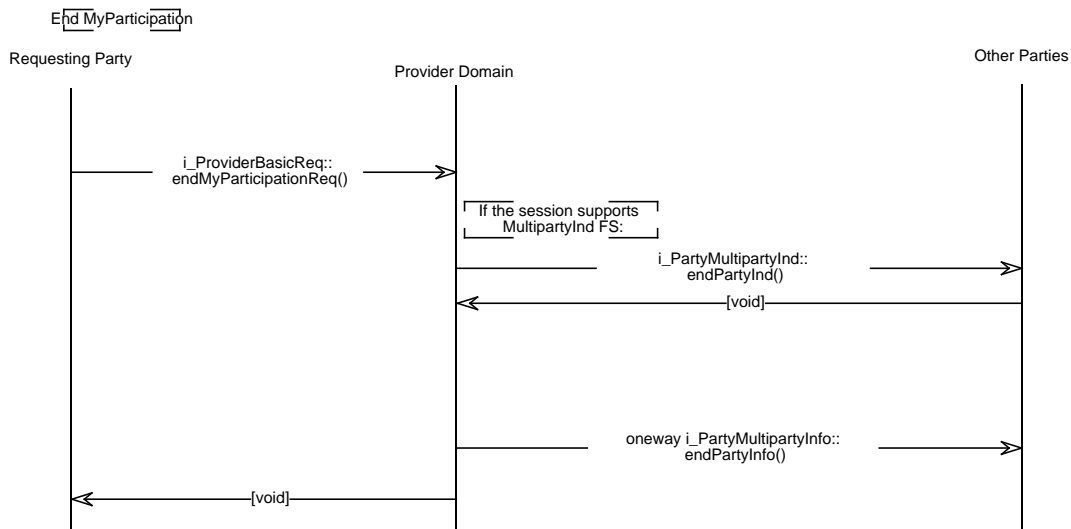 End MyParticipation
Requesting Party
Provider Domain
Other Parties
i_ProviderBasicReq::
endMyParticipationReq()
If the session supports
MultipartyInd FS:
i_PartyMultipartyInd::
endPartyInd()
[void]
oneway i_PartyMultipartyInfo::
endPartyInfo()
[void]